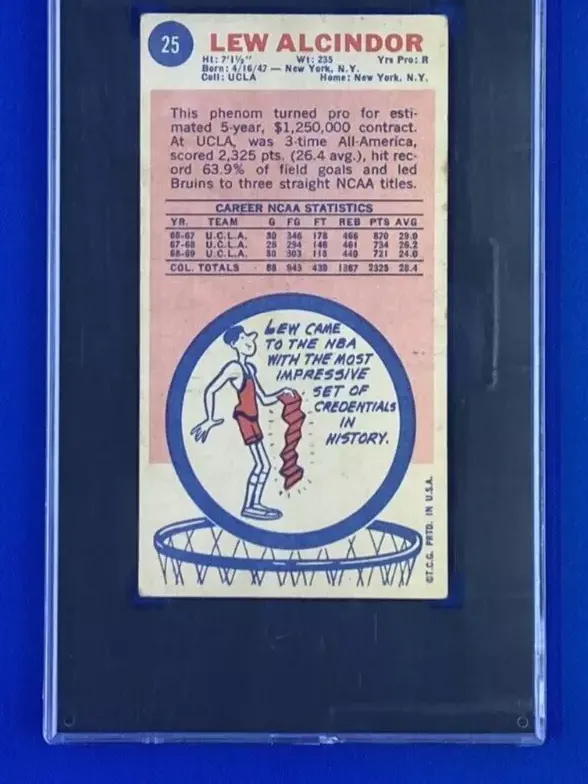 25
LEW ALCINDOR
Ht: 7'1½" Wt: 235 Yrs Pro: R
Born: 4/16/47 — New York, N.Y.
Coll: UCLA Home: New York, N.Y.
This phenom turned pro for esti-
mated 5-year, $1,250,000 contract.
At UCLA, was 3-time All-America,
scored 2,325 pts. (26.4 avg.), hit rec-
ord 63.9% of field goals and led
Bruins to three straight NCAA titles.
CAREER NCAA STATISTICS
YR. TEAM G FG FT REB PTS AVG
66-67 U.C.L.A. 30 346 178 466 870 29.0
67-68 U.C.L.A. 28 294 146 461 734 26.2
68-69 U.C.L.A. 30 303 115 440 721 24.0
COL. TOTALS 88 943 439 1367 2325 26.4
LEW CAME
TO THE NBA
WITH THE MOST
IMPRESSIVE
SET OF
CREDENTIALS
IN
HISTORY.
©T.C.G. PRTD. IN U.S.A.